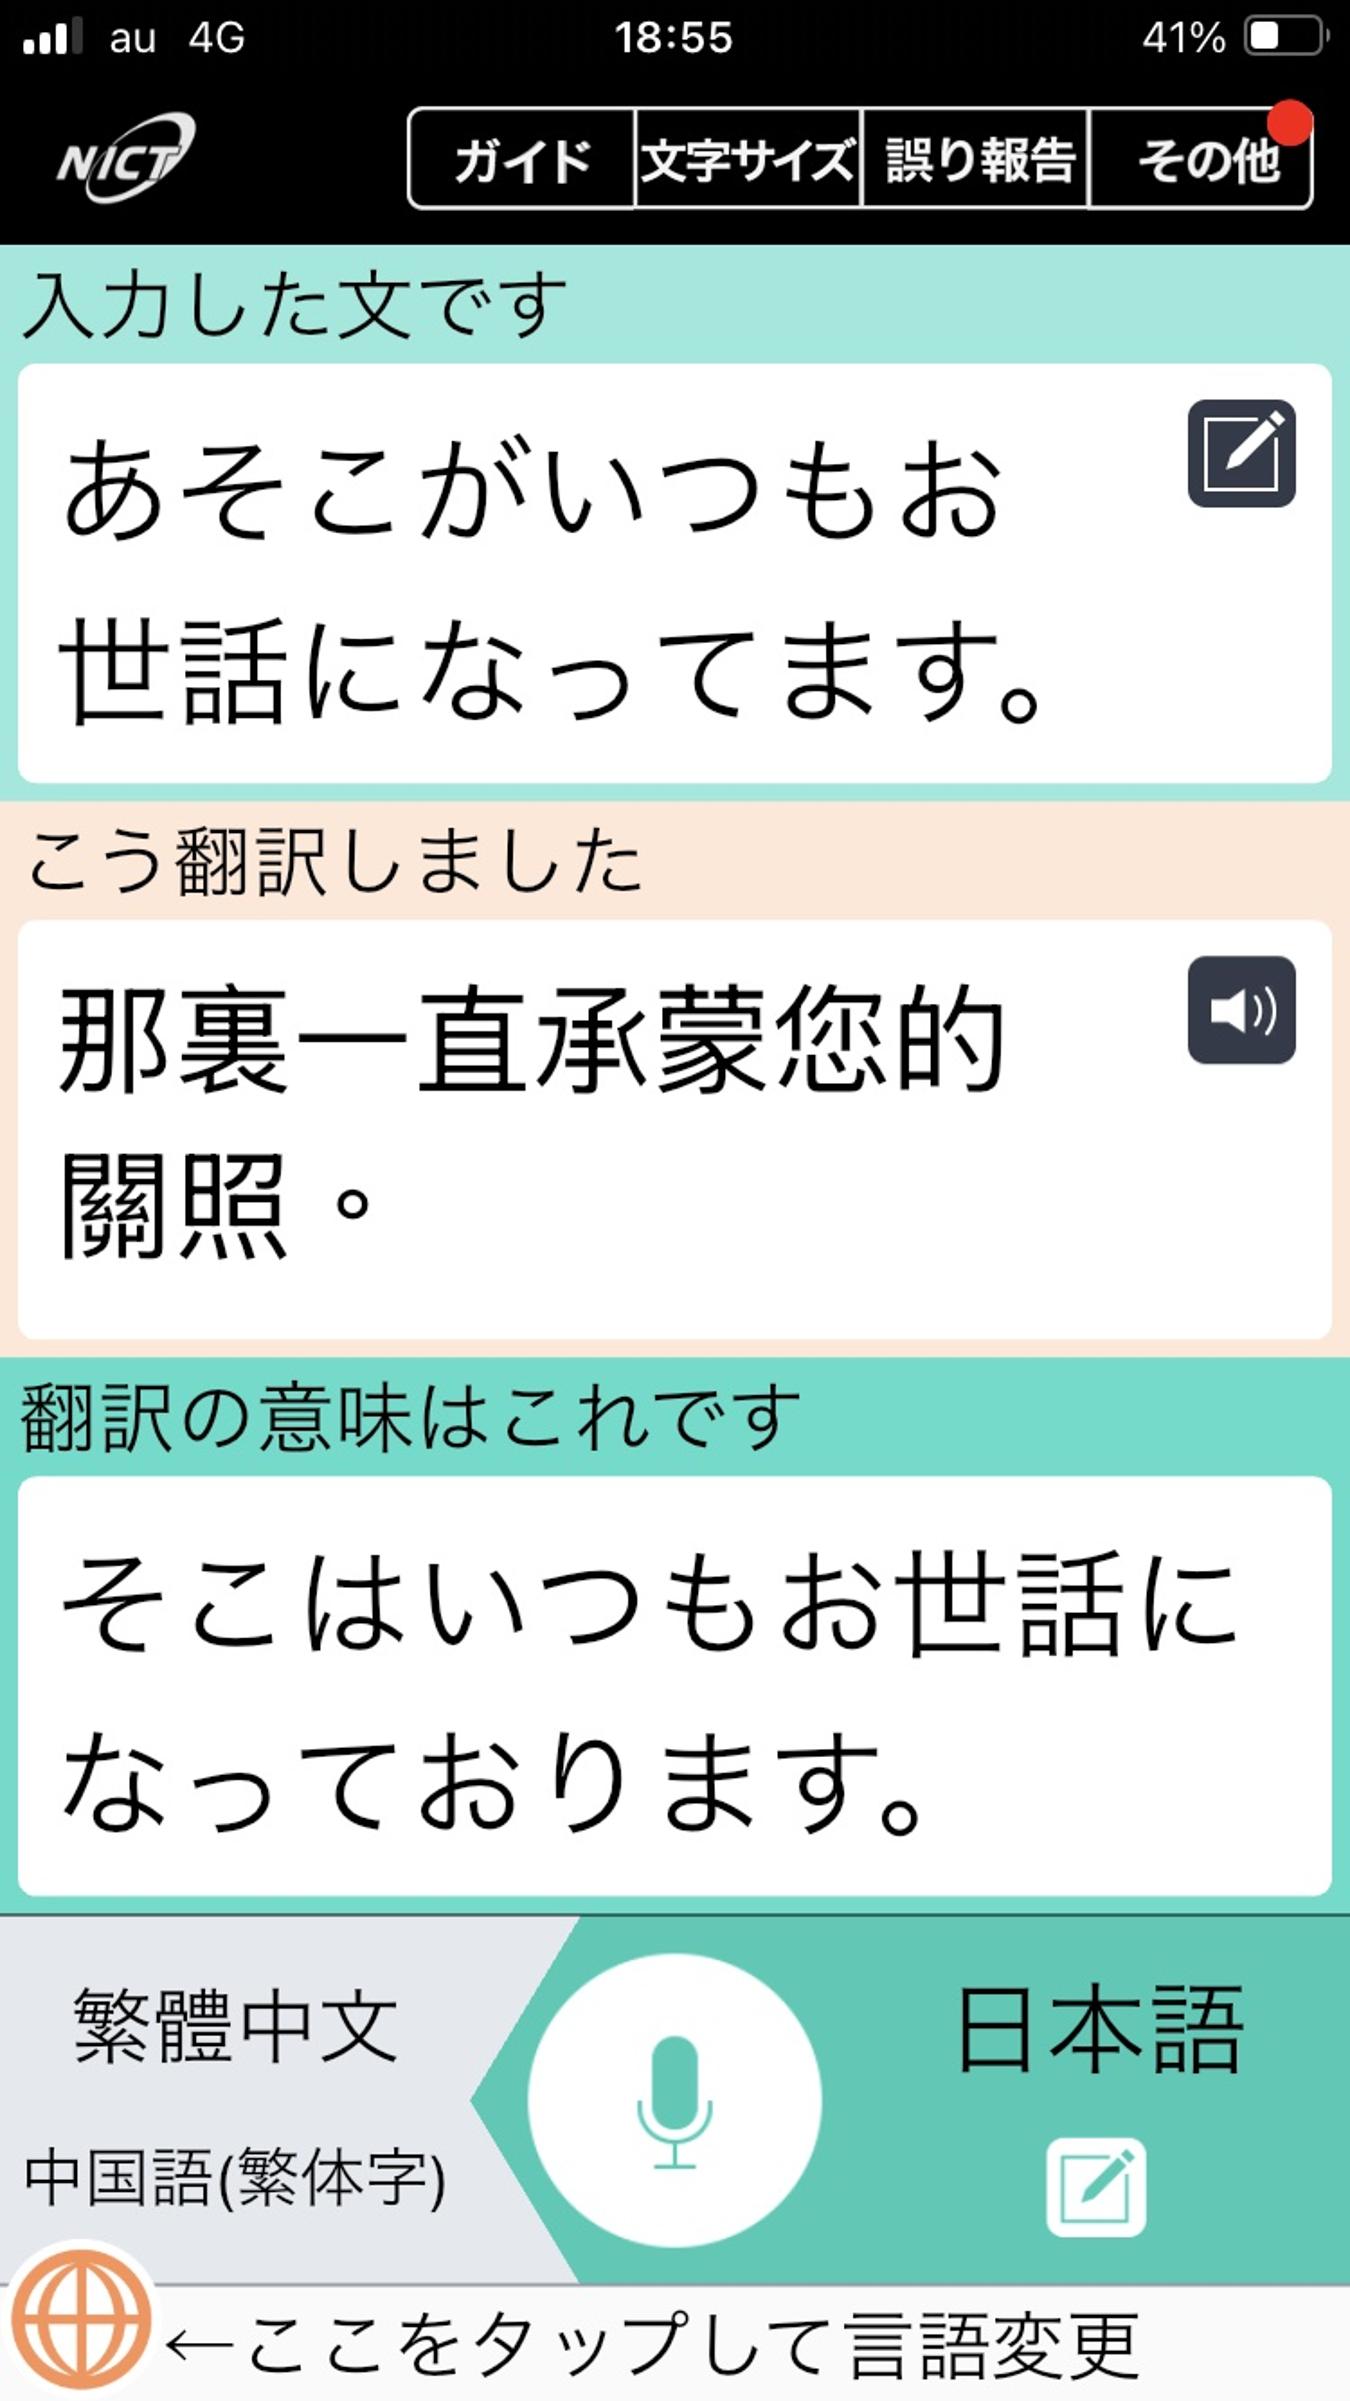 au 4G 18:55 41%
NICT ガイド 文字サイズ 誤り報告 その他
入力した文です
あそこがいつもお
世話になってます。
こう翻訳しました
那裏一直承蒙您的
關照。
翻訳の意味はこれです
そこはいつもお世話に
なっております。
繁體中文
日本語
中国語(繁体字)
←ここをタップして言語変更